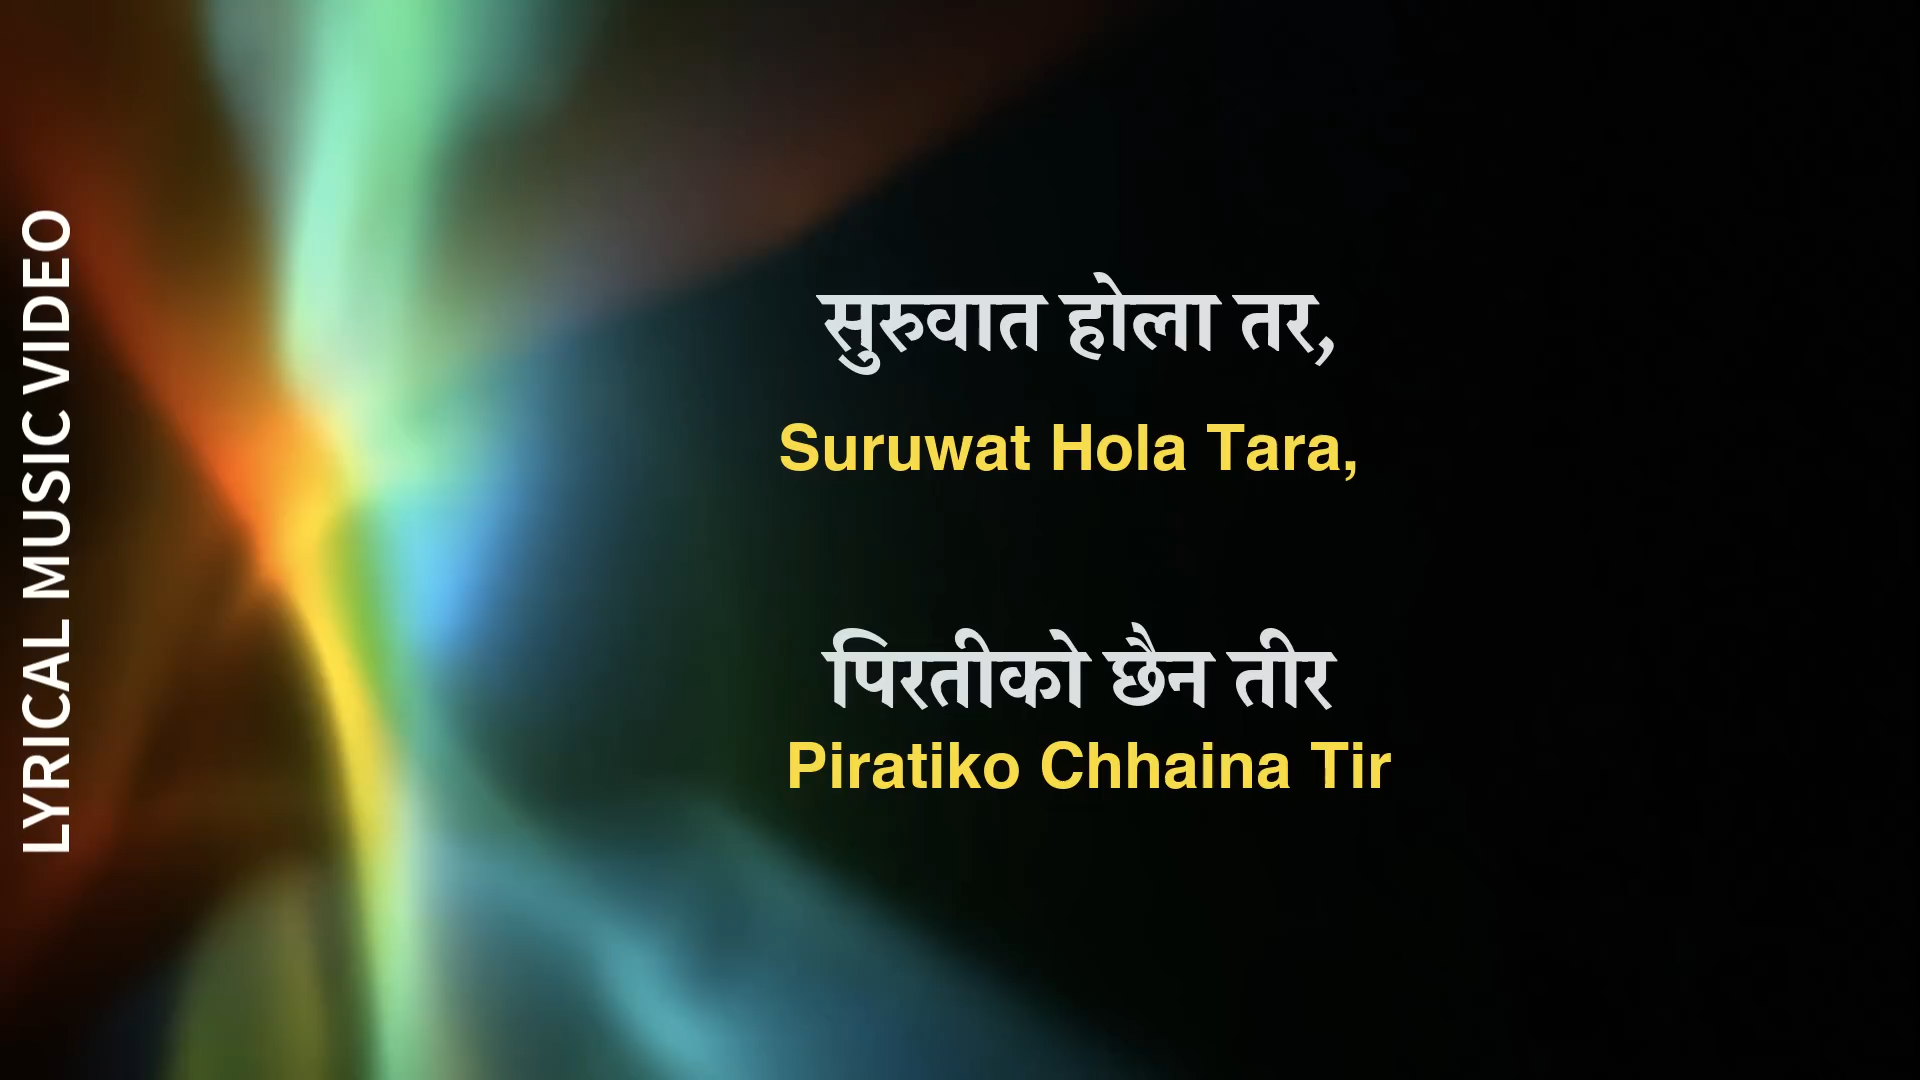 LYRICAL MUSIC VIDEO
सुरुवात होला तर,
Suruwat Hola Tara,
पिरतीको छैन तीर
Piratiko Chhaina Tir